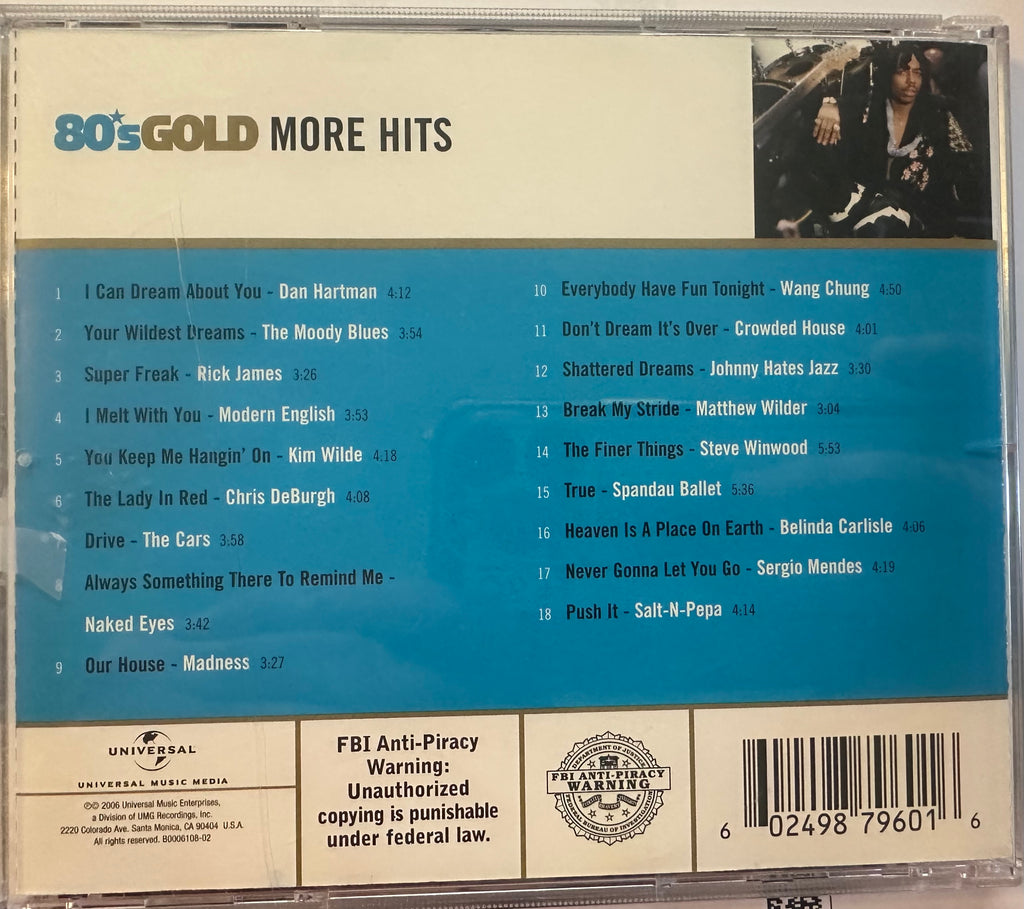 80'sGOLD MORE HITS
1 I Can Dream About You - Dan Hartman 4:12
2 Your Wildest Dreams - The Moody Blues 3:54
3 Super Freak - Rick James 3:26
4 I Melt With You - Modern English 3:53
5 You Keep Me Hangin' On - Kim Wilde 4:18
6 The Lady In Red - Chris DeBurgh 4:08
Drive - The Cars 3:58
8 Always Something There To Remind Me -
Naked Eyes 3:42
9 Our House - Madness 3:27
10 Everybody Have Fun Tonight - Wang Chung 4:50
11 Don't Dream It's Over - Crowded House 4:01
12 Shattered Dreams - Johnny Hates Jazz 3:30
13 Break My Stride - Matthew Wilder 3:04
14 The Finer Things - Steve Winwood 5:53
15 True - Spandau Ballet 5:36
16 Heaven Is A Place On Earth - Belinda Carlisle 4:06
17 Never Gonna Let You Go - Sergio Mendes 4:19
18 Push It - Salt-N-Pepa 4:14
UNIVERSAL
UNIVERSAL MUSIC MEDIA
℗© 2006 Universal Music Enterprises,
a Division of UMG Recordings, Inc.
2220 Colorado Ave. Santa Monica, CA 90404 U.S.A.
All rights reserved. B0006108-02
FBI Anti-Piracy
Warning:
Unauthorized
copying is punishable
under federal law.
DEPARTMENT OF JUSTICE
FBI ANTI-PIRACY
WARNING
FEDERAL BUREAU OF INVESTIGATION
6 02498 79601 6